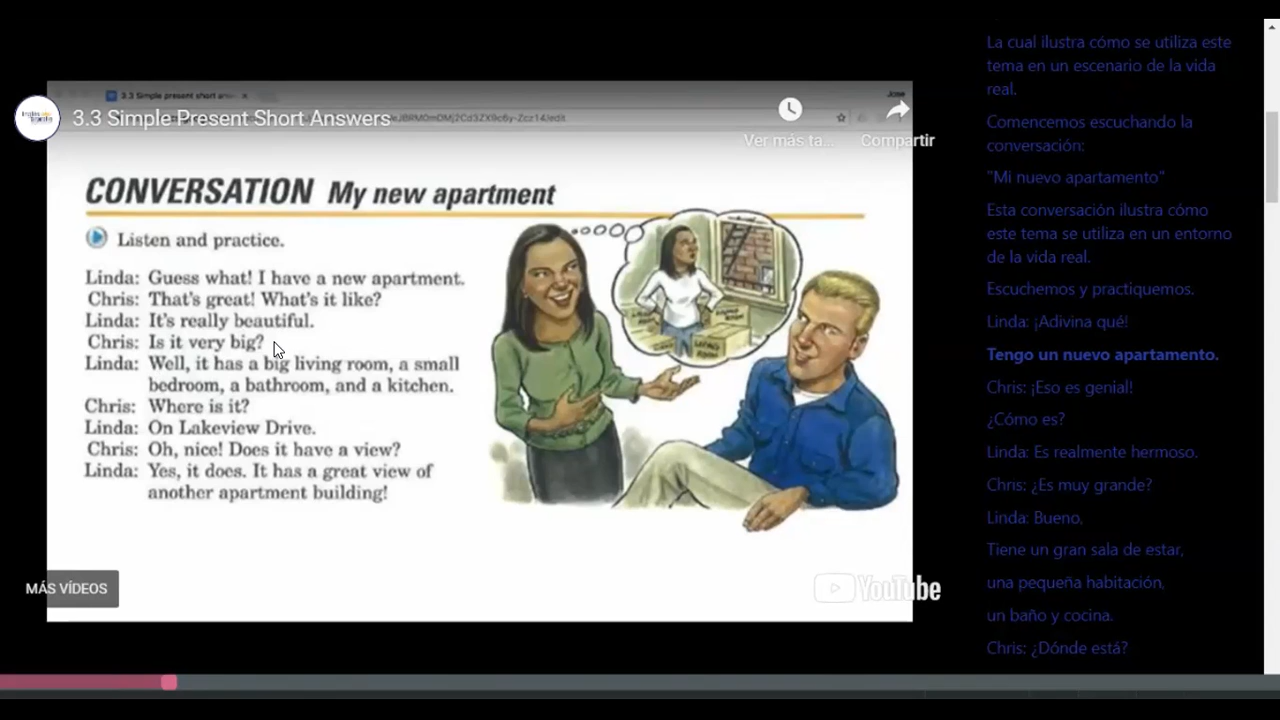 La cual ilustra cómo se utiliza este
tema en un escenario de la vida
real.
Comencemos escuchando la
conversación:
"Mi nuevo apartamento"
Esta conversación ilustra cómo
este tema se utiliza en un entorno
de la vida real.
Escuchemos y practiquemos.
Linda: ¡Adivina qué!
Tengo un nuevo apartamento.
Chris: ¡Eso es genial!
¿Cómo es?
Linda: Es realmente hermoso.
Chris: ¿Es muy grande?
Linda: Bueno,
Tiene un gran sala de estar,
una pequeña habitación,
un baño y cocina.
Chris: ¿Dónde está?
3.3 Simple present short
Jose
3.3 Simple Present Short Answers
Ver más ta...
Compartir
CONVERSATION My new apartment
Listen and practice.
Linda: Guess what! I have a new apartment.
Chris: That's great! What's it like?
Linda: It's really beautiful.
Chris: Is it very big?
Linda: Well, it has a big living room, a small
bedroom, a bathroom, and a kitchen.
Chris: Where is it?
Linda: On Lakeview Drive.
Chris: Oh, nice! Does it have a view?
Linda: Yes, it does. It has a great view of
another apartment building!
LIVING
ROOM
MÁS VÍDEOS
YouTube